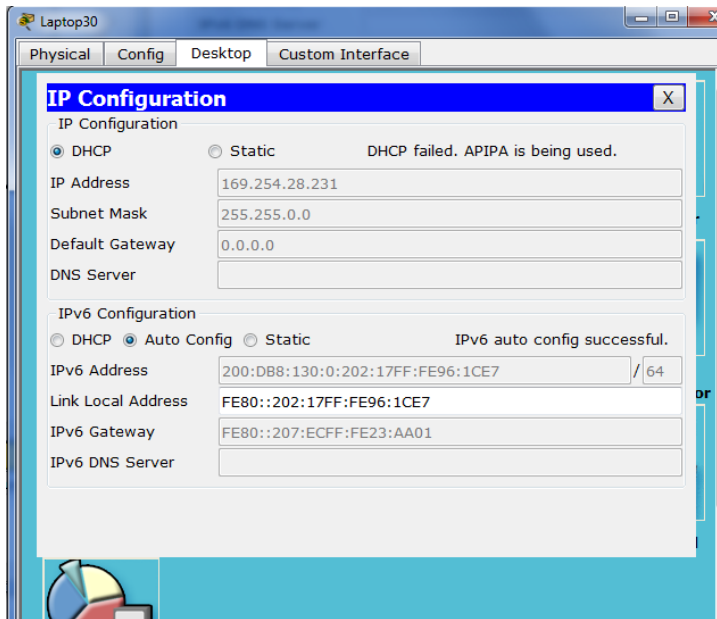 Laptop30
Physical Config Desktop Custom Interface
IP Configuration X
IP Configuration
DHCP Static DHCP failed. APIPA is being used.
IP Address 169.254.28.231
Subnet Mask 255.255.0.0
Default Gateway 0.0.0.0
DNS Server
IPv6 Configuration
DHCP Auto Config Static IPv6 auto config successful.
IPv6 Address 200:DB8:130:0:202:17FF:FE96:1CE7 / 64
Link Local Address FE80::202:17FF:FE96:1CE7
IPv6 Gateway FE80::207:ECFF:FE23:AA01
IPv6 DNS Server